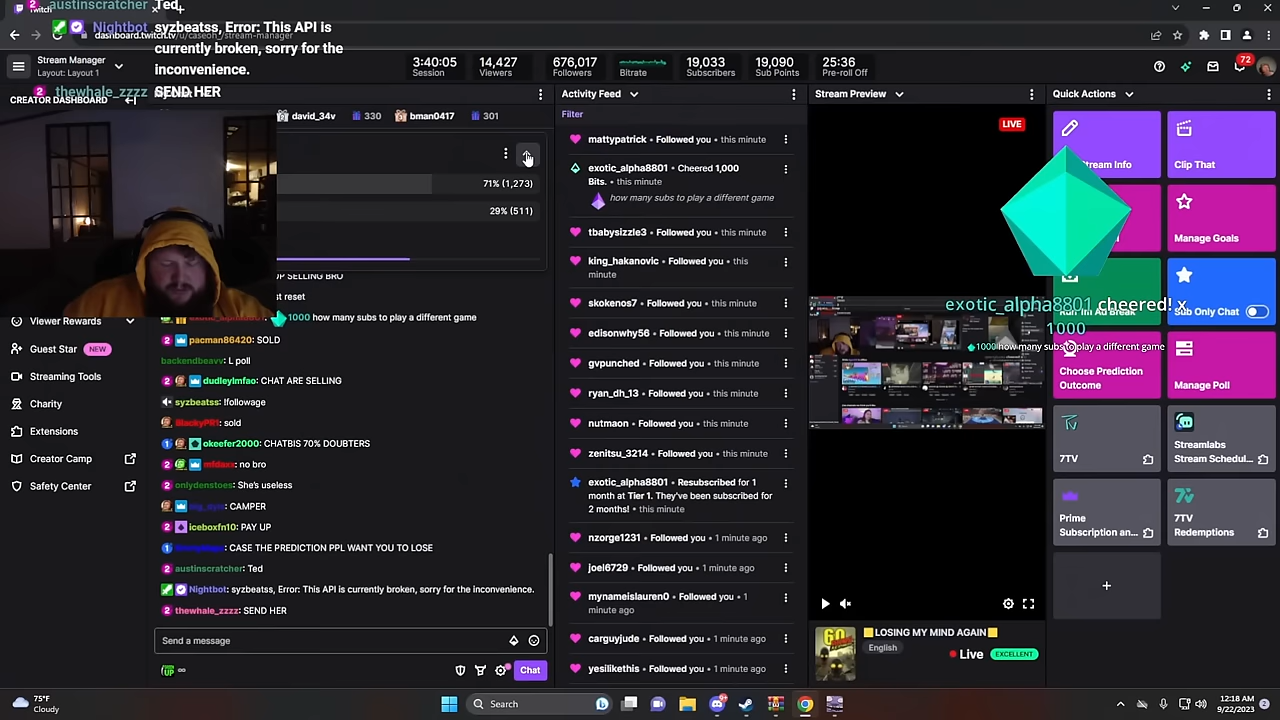 austinscratcher Ted
Nightbot syzbeatss, Error: This API is
currently broken, sorry for the
inconvenience.
thewhale_zzzz SEND HER
Stream Manager
Layout: Layout 1
3:40:05
Session
14,427
Viewers
676,017
Followers
Bitrate
19,033
Subscribers
19,090
Sub Points
25:36
Pre-roll Off
72
CREATOR DASHBOARD
Viewer Rewards
Guest Star NEW
Streaming Tools
Charity
Extensions
Creator Camp
Safety Center
david_34v 330 bman0417 301
71% (1,273)
29% (511)
SELLING BRO
1000 how many subs to play a different game
2 pacman86420: SOLD
backendbeavv: L poll
2 dudleylmfao: CHAT ARE SELLING
syzbeatss: !followage
sold
1 okeefer2000: CHATBIS 70% DOUBTERS
2 mfdaxx: no bro
onlydenstoes: She's useless
CAMPER
2 iceboxfn10: PAY UP
CASE THE PREDICTION PPL WANT YOU TO LOSE
2 austinscratcher: Ted
Nightbot: syzbeatss, Error: This API is currently broken, sorry for the inconvenience.
2 thewhale_zzzz: SEND HER
Send a message
Chat
Activity Feed
Filter
mattypatrick • Followed you • this minute
exotic_alpha8801 • Cheered 1,000
Bits. • this minute
how many subs to play a different game
tbabysizzle3 • Followed you • this minute
king_hakanovic • Followed you • this
minute
skokenos7 • Followed you • this minute
edisonwhy56 • Followed you • this minute
gvpunched • Followed you • this minute
ryan_dh_13 • Followed you • this minute
nutmaon • Followed you • this minute
zenitsu_3214 • Followed you • this minute
exotic_alpha8801 • Resubscribed for 1
month at Tier 1. They've been subscribed for
2 months! • this minute
nzorge1231 • Followed you • 1 minute ago
joel6729 • Followed you • 1 minute ago
mynameislauren0 • Followed you • 1
minute ago
carguyjude • Followed you • 1 minute ago
yesilikethis • Followed you • 1 minute ago
Stream Preview
LIVE
LOSING MY MIND AGAIN
English
Live EXCELLENT
Quick Actions
Stream Info
Clip That
Manage Goals
exotic_alpha8801 cheered! x
1000
1000 how many subs to play a different game
Sub Only Chat
Choose Prediction
Outcome
Manage Poll
7TV
Streamlabs
Stream Schedul...
Prime
Subscription an...
7TV
Redemptions
75°F
Cloudy
Search
12:18 AM
9/22/2023